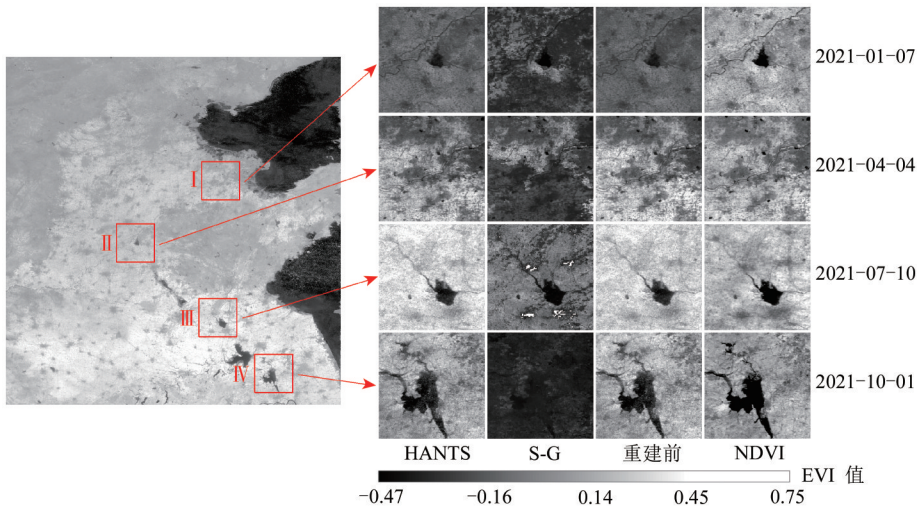 I
II
III
IV
2021-01-07
2021-04-04
2021-07-10
2021-10-01
HANTS S-G 重建前 NDVI
EVI 值
-0.47 -0.16 0.14 0.45 0.75